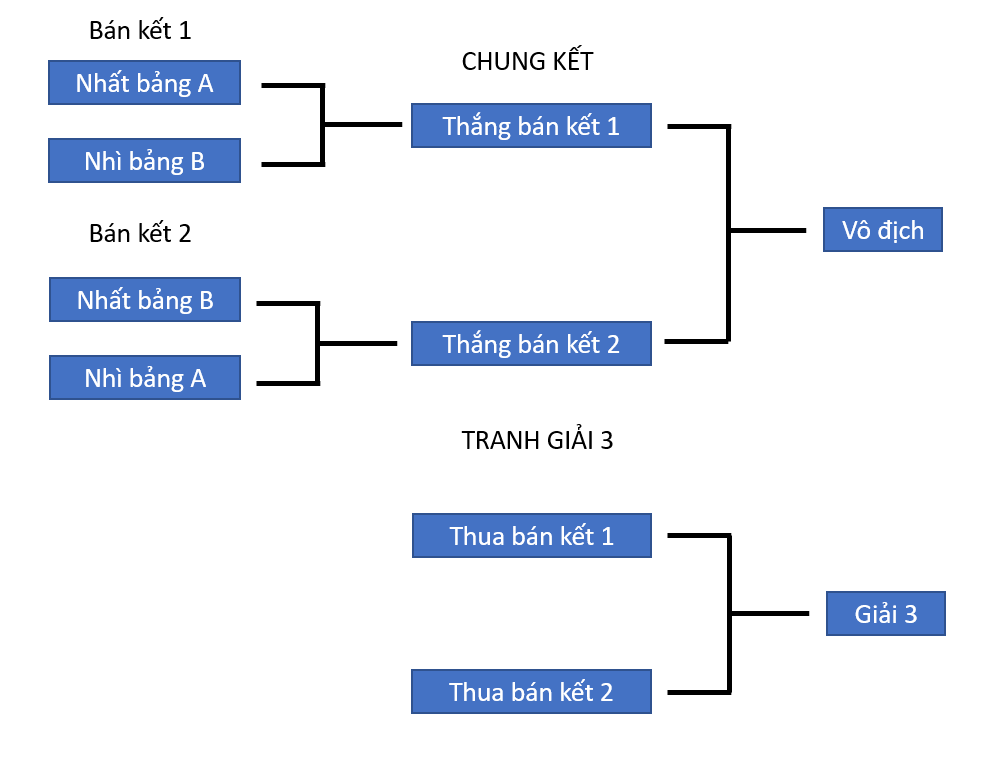 Bán kết 1
Nhất bảng A
Nhì bảng B
Bán kết 2
Nhất bảng B
Nhì bảng A
CHUNG KẾT
Thắng bán kết 1
Thắng bán kết 2
Vô địch
TRANH GIẢI 3
Thua bán kết 1
Thua bán kết 2
Giải 3